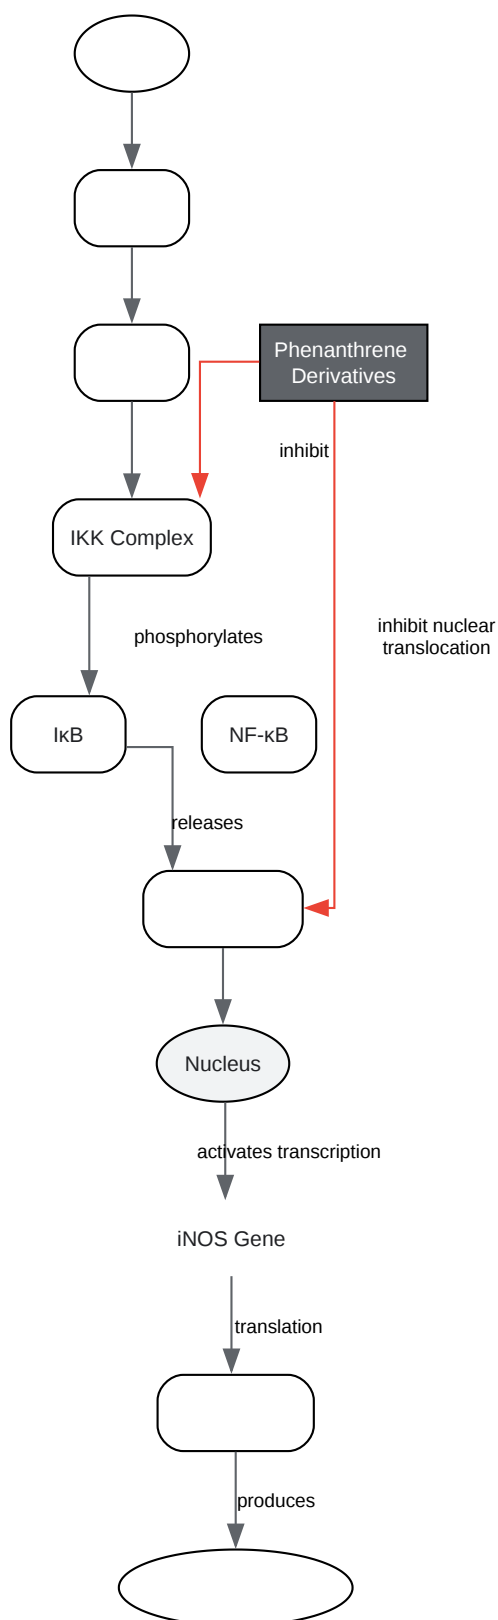 Phenanthrene
Derivatives
inhibit
IKK Complex
phosphorylates
inhibit nuclear
translocation
IκB
NF-κB
releases
Nucleus
activates transcription
iNOS Gene
translation
produces